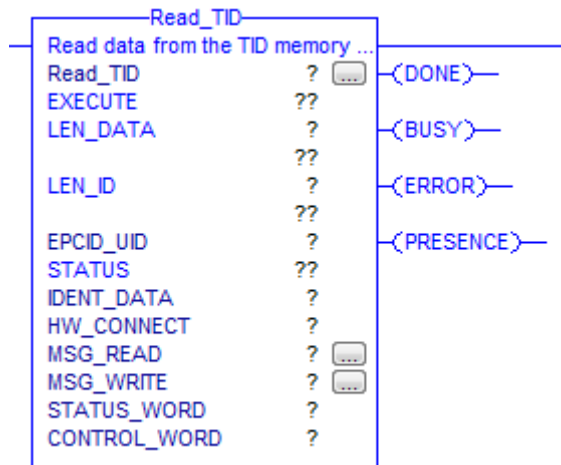 Read_TID
Read data from the TID memory ...
Read_TID ? ... (DONE)
EXECUTE ??
LEN_DATA ? (BUSY)
??
LEN_ID ? (ERROR)
??
EPCID_UID ? (PRESENCE)
STATUS ??
IDENT_DATA ?
HW_CONNECT ?
MSG_READ ? ...
MSG_WRITE ? ...
STATUS_WORD ?
CONTROL_WORD ?